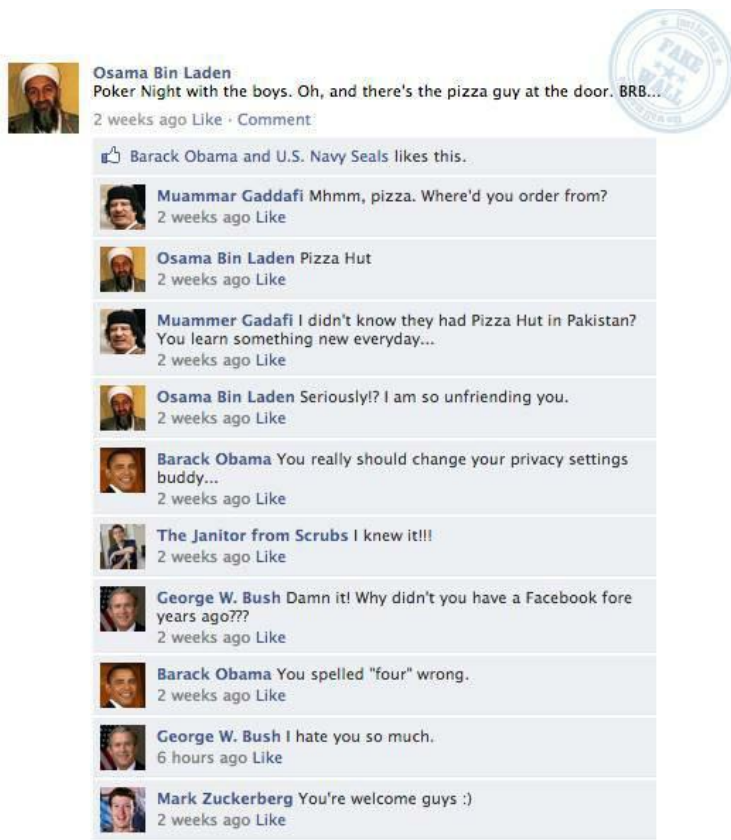 just for fun
FAKE
WALL
Osama Bin Laden
Poker Night with the boys. Oh, and there's the pizza guy at the door. BRB...
2 weeks ago Like · Comment
Barack Obama and U.S. Navy Seals likes this.
Muammar Gaddafi Mhmm, pizza. Where'd you order from?
2 weeks ago Like
Osama Bin Laden Pizza Hut
2 weeks ago Like
Muammer Gadafi I didn't know they had Pizza Hut in Pakistan?
You learn something new everyday...
2 weeks ago Like
Osama Bin Laden Seriously!? I am so unfriending you.
2 weeks ago Like
Barack Obama You really should change your privacy settings
buddy...
2 weeks ago Like
The Janitor from Scrubs I knew it!!!
2 weeks ago Like
George W. Bush Damn it! Why didn't you have a Facebook fore
years ago???
2 weeks ago Like
Barack Obama You spelled "four" wrong.
2 weeks ago Like
George W. Bush I hate you so much.
6 hours ago Like
Mark Zuckerberg You're welcome guys :)
2 weeks ago Like